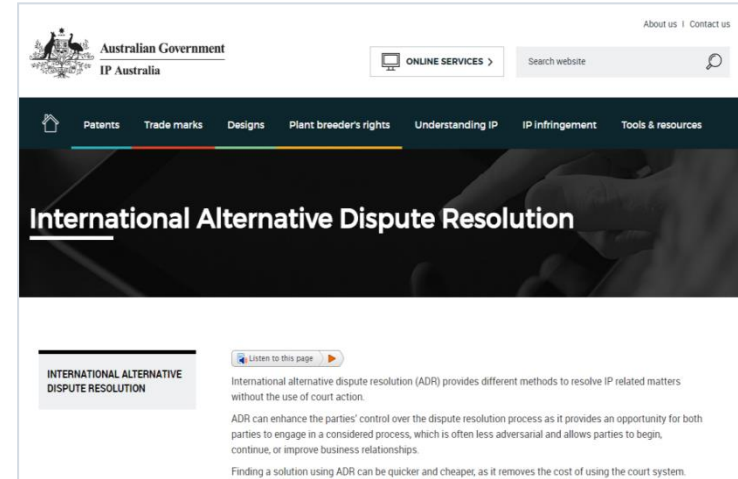 About us | Contact us
Australian Government
IP Australia
ONLINE SERVICES >
Search website
Patents Trade marks Designs Plant breeder's rights Understanding IP IP infringement Tools & resources
International Alternative Dispute Resolution
INTERNATIONAL ALTERNATIVE
DISPUTE RESOLUTION
Listen to this page
International alternative dispute resolution (ADR) provides different methods to resolve IP related matters
without the use of court action.
ADR can enhance the parties' control over the dispute resolution process as it provides an opportunity for both
parties to engage in a considered process, which is often less adversarial and allows parties to begin,
continue, or improve business relationships.
Finding a solution using ADR can be quicker and cheaper, as it removes the cost of using the court system.